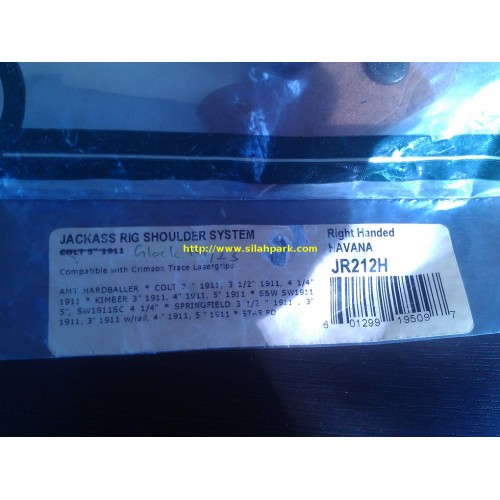 JACKASS RIG SHOULDER SYSTEM
COLT 3" 1911 Glock
http://www.silahpark.com
Compatible with Crimson Trace Lasergrips
AMT HARDBALLER * COLT 1911, 3 1/2" 1911, 4 1/4"
1911 * KIMBER 3" 1911, 4" 1911, 5" 1911 * S&W SW1911
5", SW1911SC 4 1/4" * SPRINGFIELD 3 1/2" 1911, 3"
1911, 3" 1911 w/rail, 4" 1911, 5" 1911 * STAR
Right Handed
HAVANA
JR212H
6 01299 19509 7